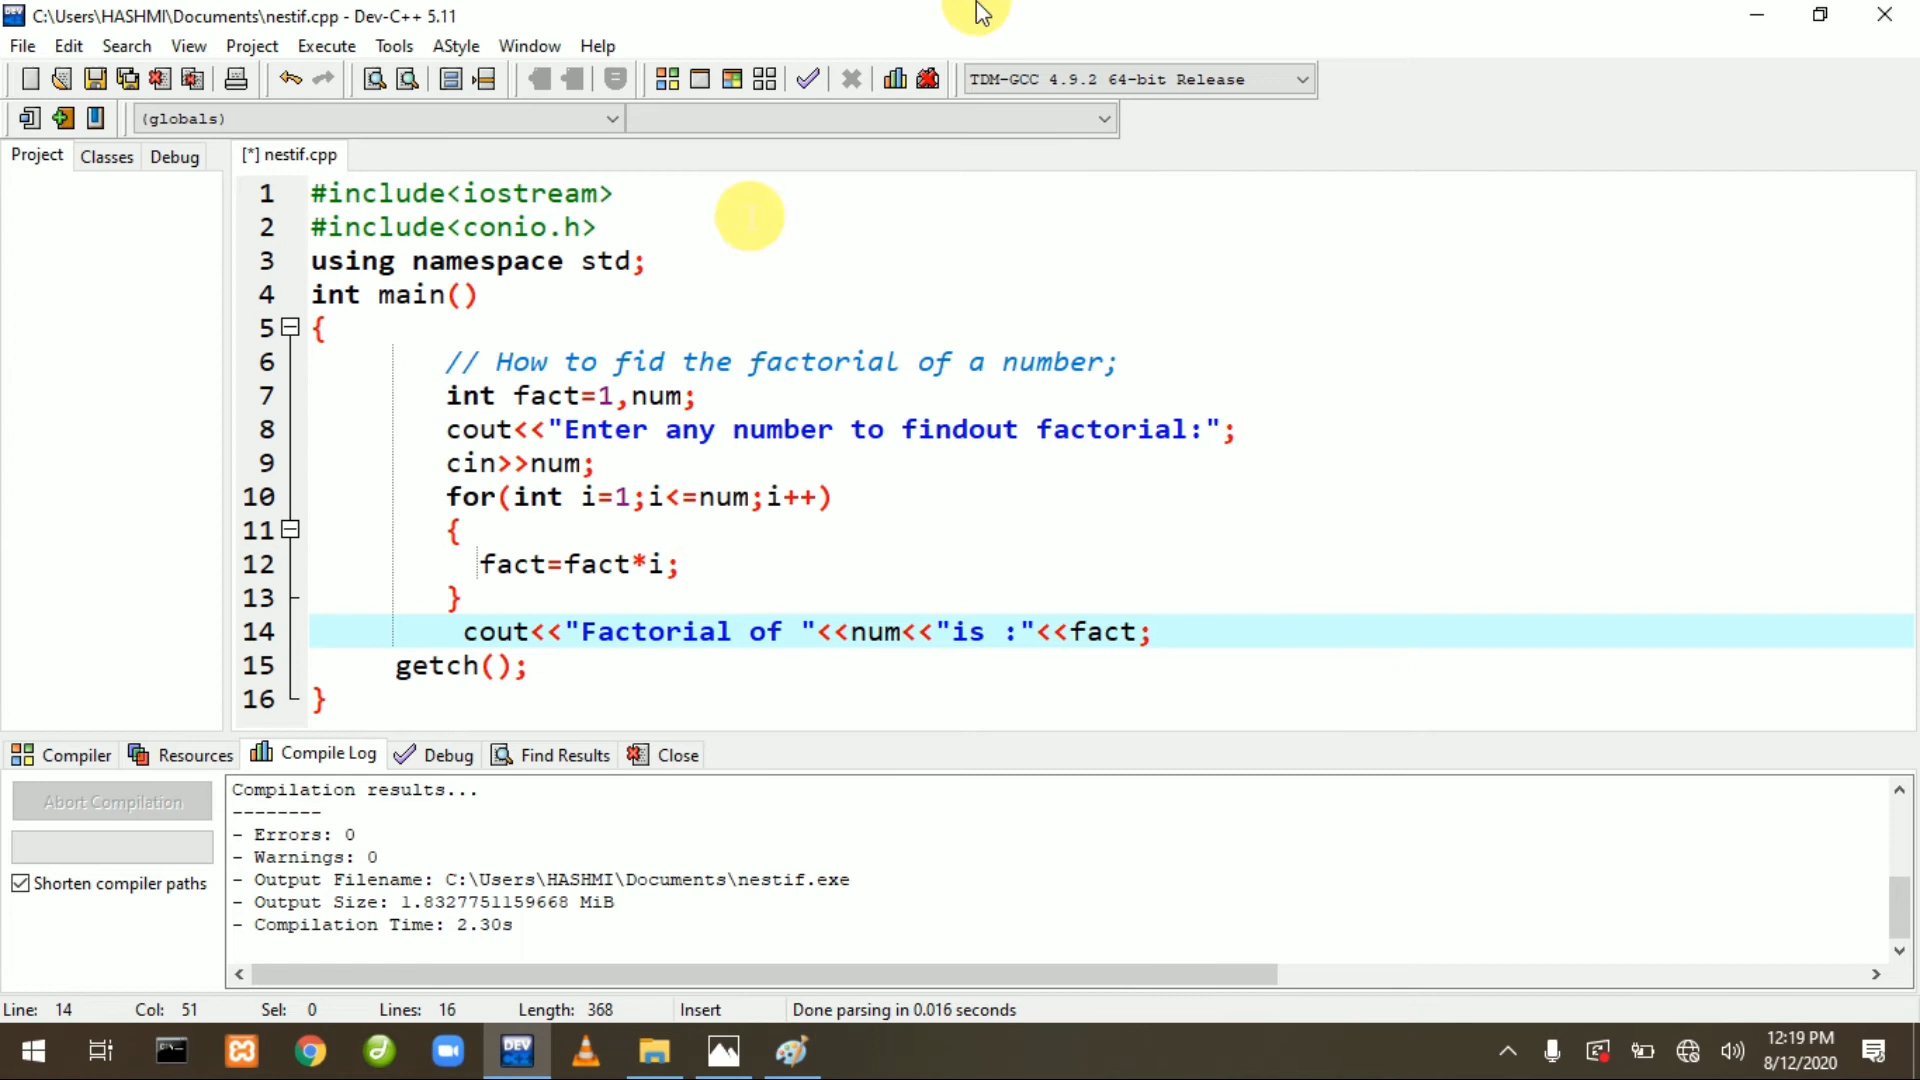 C:\Users\HASHMI\Documents\nestif.cpp - Dev-C++ 5.11
File Edit Search View Project Execute Tools AStyle Window Help
TDM-GCC 4.9.2 64-bit Release
(globals)
Project Classes Debug [*] nestif.cpp
1 #include<iostream>
2 #include<conio.h>
3 using namespace std;
4 int main()
5 {
6 // How to fid the factorial of a number;
7 int fact=1,num;
8 cout<<"Enter any number to findout factorial:";
9 cin>>num;
10 for(int i=1;i<=num;i++)
11 {
12 fact=fact*i;
13 }
14 cout<<"Factorial of "<<num<<"is :"<<fact;
15 getch();
16 }
Compiler Resources Compile Log Debug Find Results Close
Abort Compilation
Shorten compiler paths
Compilation results...
--------
- Errors: 0
- Warnings: 0
- Output Filename: C:\Users\HASHMI\Documents\nestif.exe
- Output Size: 1.8327751159668 MiB
- Compilation Time: 2.30s
Line: 14 Col: 51 Sel: 0 Lines: 16 Length: 368 Insert Done parsing in 0.016 seconds
DEV
12:19 PM
8/12/2020